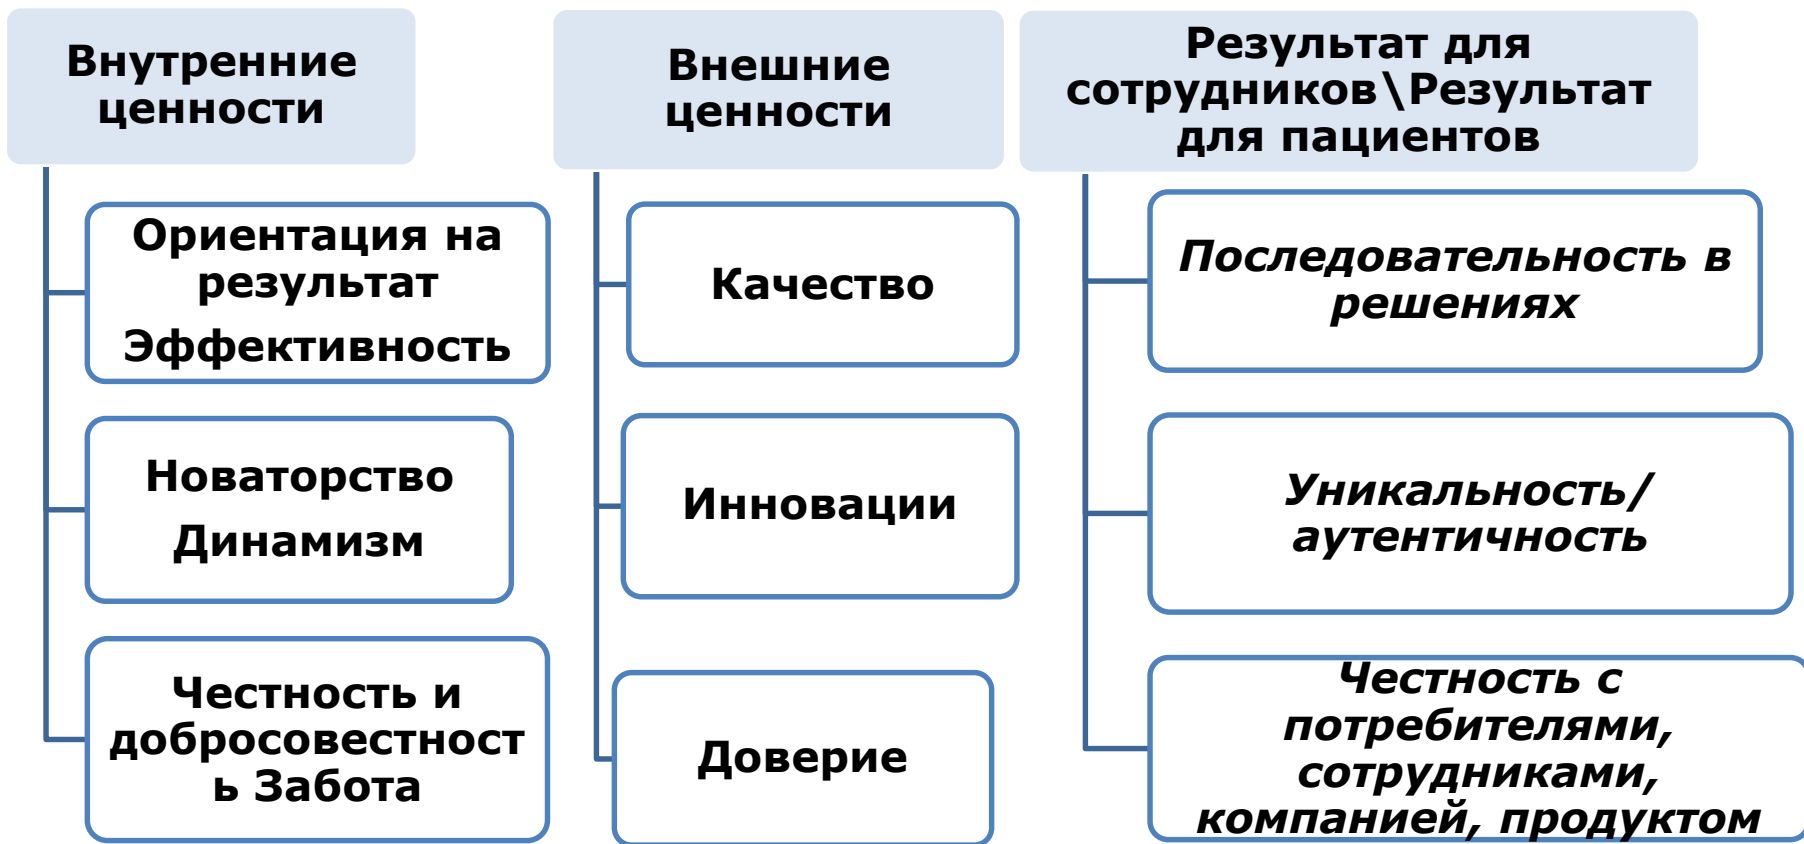 Внутренние
ценности
Ориентация на
результат
Эффективность
Новаторство
Динамизм
Честность и
добросовестност
ь Забота
Внешние
ценности
Качество
Инновации
Доверие
Результат для
сотрудников\Результат
для пациентов
Последовательность в
решениях
Уникальность/
аутентичность
Честность с
потребителями,
сотрудниками,
компанией, продуктом